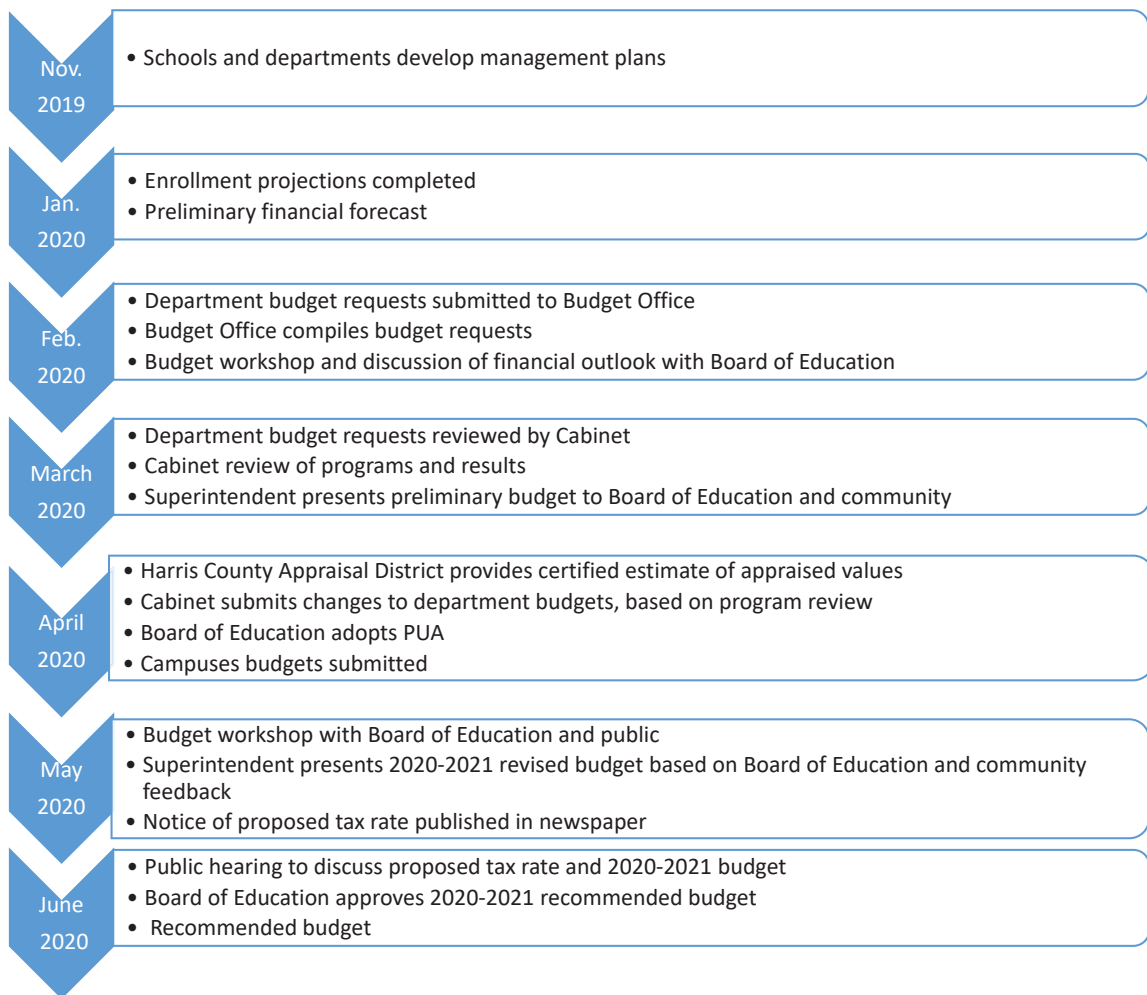 Nov.
2019
• Schools and departments develop management plans
Jan.
2020
• Enrollment projections completed
• Preliminary financial forecast
Feb.
2020
• Department budget requests submitted to Budget Office
• Budget Office compiles budget requests
• Budget workshop and discussion of financial outlook with Board of Education
March
2020
• Department budget requests reviewed by Cabinet
• Cabinet review of programs and results
• Superintendent presents preliminary budget to Board of Education and community
April
2020
• Harris County Appraisal District provides certified estimate of appraised values
• Cabinet submits changes to department budgets, based on program review
• Board of Education adopts PUA
• Campuses budgets submitted
May
2020
• Budget workshop with Board of Education and public
• Superintendent presents 2020-2021 revised budget based on Board of Education and community
feedback
• Notice of proposed tax rate published in newspaper
June
2020
• Public hearing to discuss proposed tax rate and 2020-2021 budget
• Board of Education approves 2020-2021 recommended budget
• Recommended budget